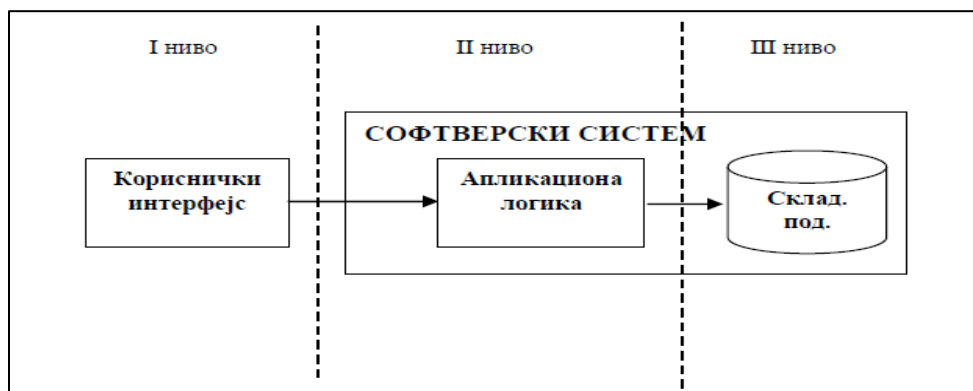 I ниво
II ниво
III ниво
СОФТВЕРСКИ СИСТЕМ
Кориснички
интерфејс
Апликациона
логика
Склад.
под.